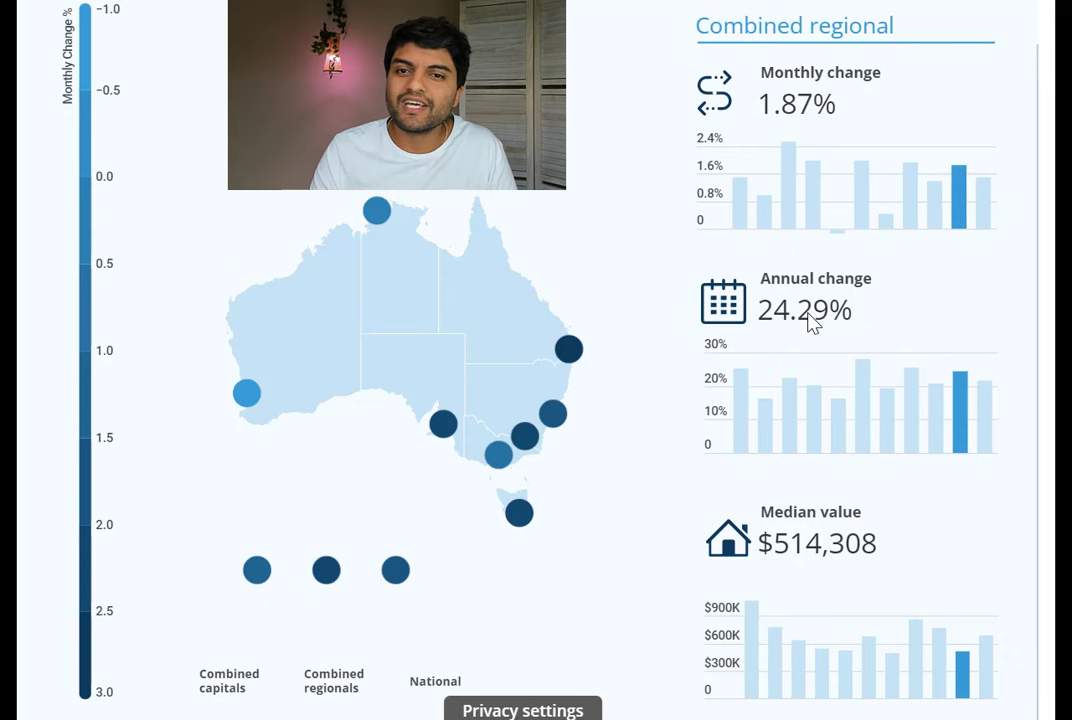 Monthly Change %
−1.0
−0.5
0.0
0.5
1.0
1.5
2.0
2.5
3.0
Combined
capitals
Combined
regionals
National
Privacy settings
Combined regional
Monthly change
1.87%
2.4%
1.6%
0.8%
0
Annual change
24.29%
30%
20%
10%
0
Median value
$514,308
$900K
$600K
$300K
0